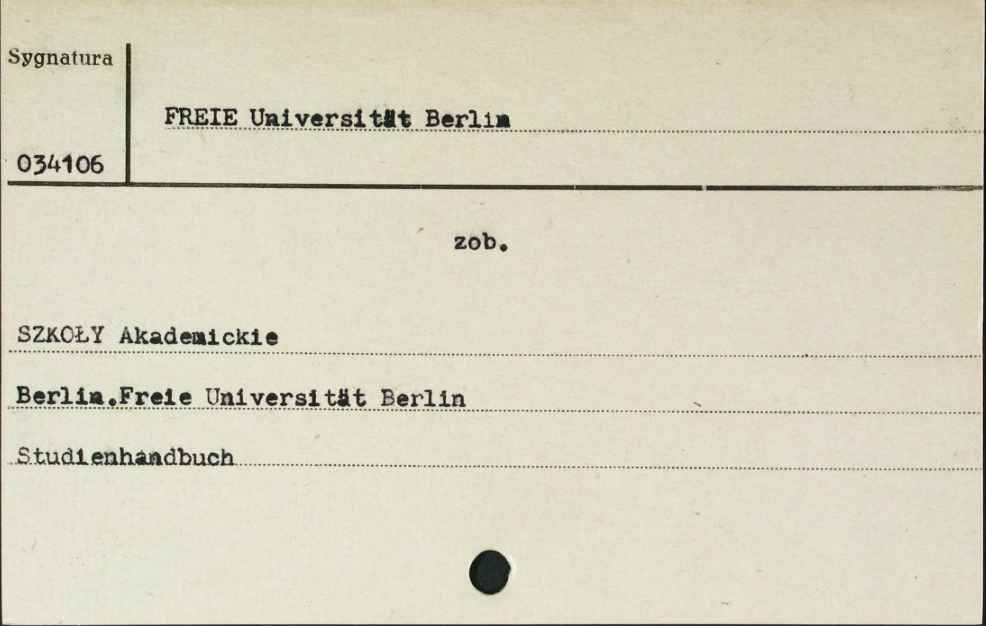 Sygnatura
FREIE Universität Berlin
034106
zob.
SZKOŁY Akademickie
Berlin.Freie Universität Berlin
Studienhandbuch